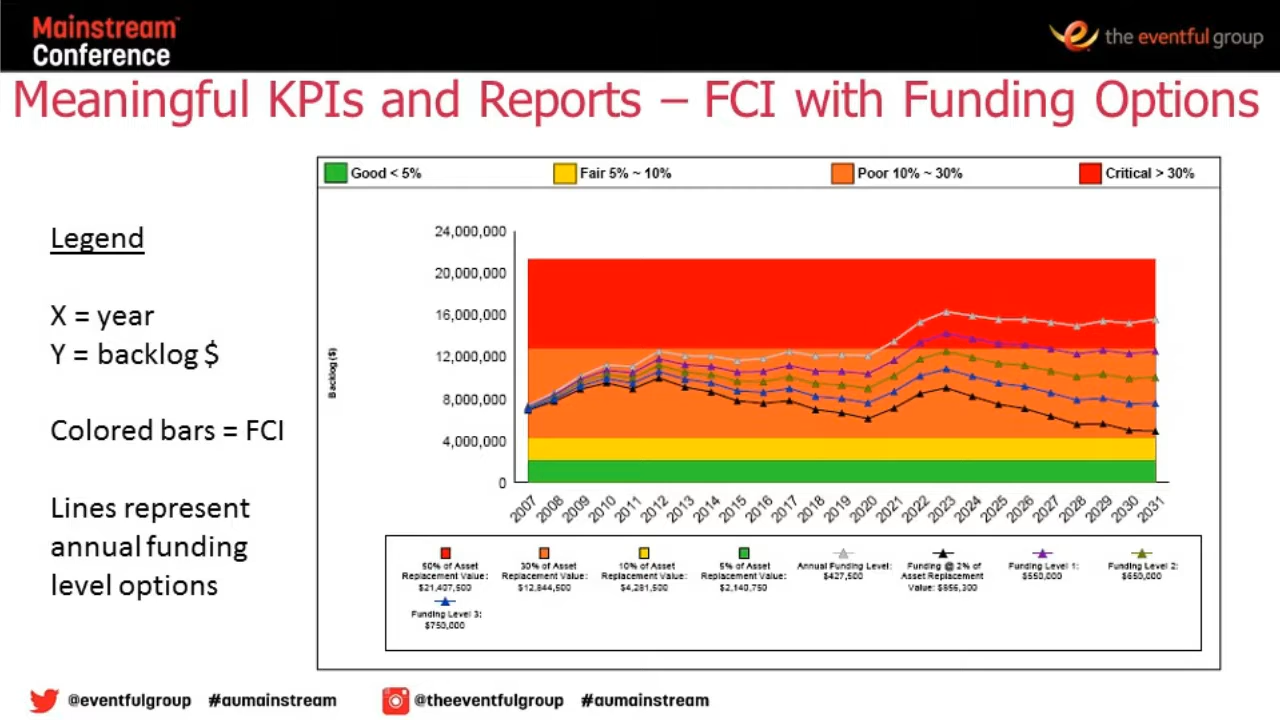 Mainstream
Conference
the eventful group
Meaningful KPIs and Reports – FCI with Funding Options
Good < 5%
Fair 5% ~ 10%
Poor 10% ~ 30%
Critical > 30%
Legend
X = year
Y = backlog $
Colored bars = FCI
Lines represent
annual funding
level options
Backlog ($)
24,000,000
20,000,000
16,000,000
12,000,000
8,000,000
4,000,000
0
2007
2008
2009
2010
2011
2012
2013
2014
2015
2016
2017
2018
2019
2020
2021
2022
2023
2024
2025
2026
2027
2028
2029
2030
2031
50% of Asset
Replacement Value:
$21,407,500
30% of Asset
Replacement Value:
$12,844,500
10% of Asset
Replacement Value:
$4,281,500
5% of Asset
Replacement Value:
$2,140,750
Annual Funding Level:
$427,500
Funding @ 2% of
Asset Replacement
Value: $856,300
Funding Level 1:
$550,000
Funding Level 2:
$650,000
Funding Level 3:
$750,000
@eventfulgroup #aumainstream
@theeventfulgroup #aumainstream